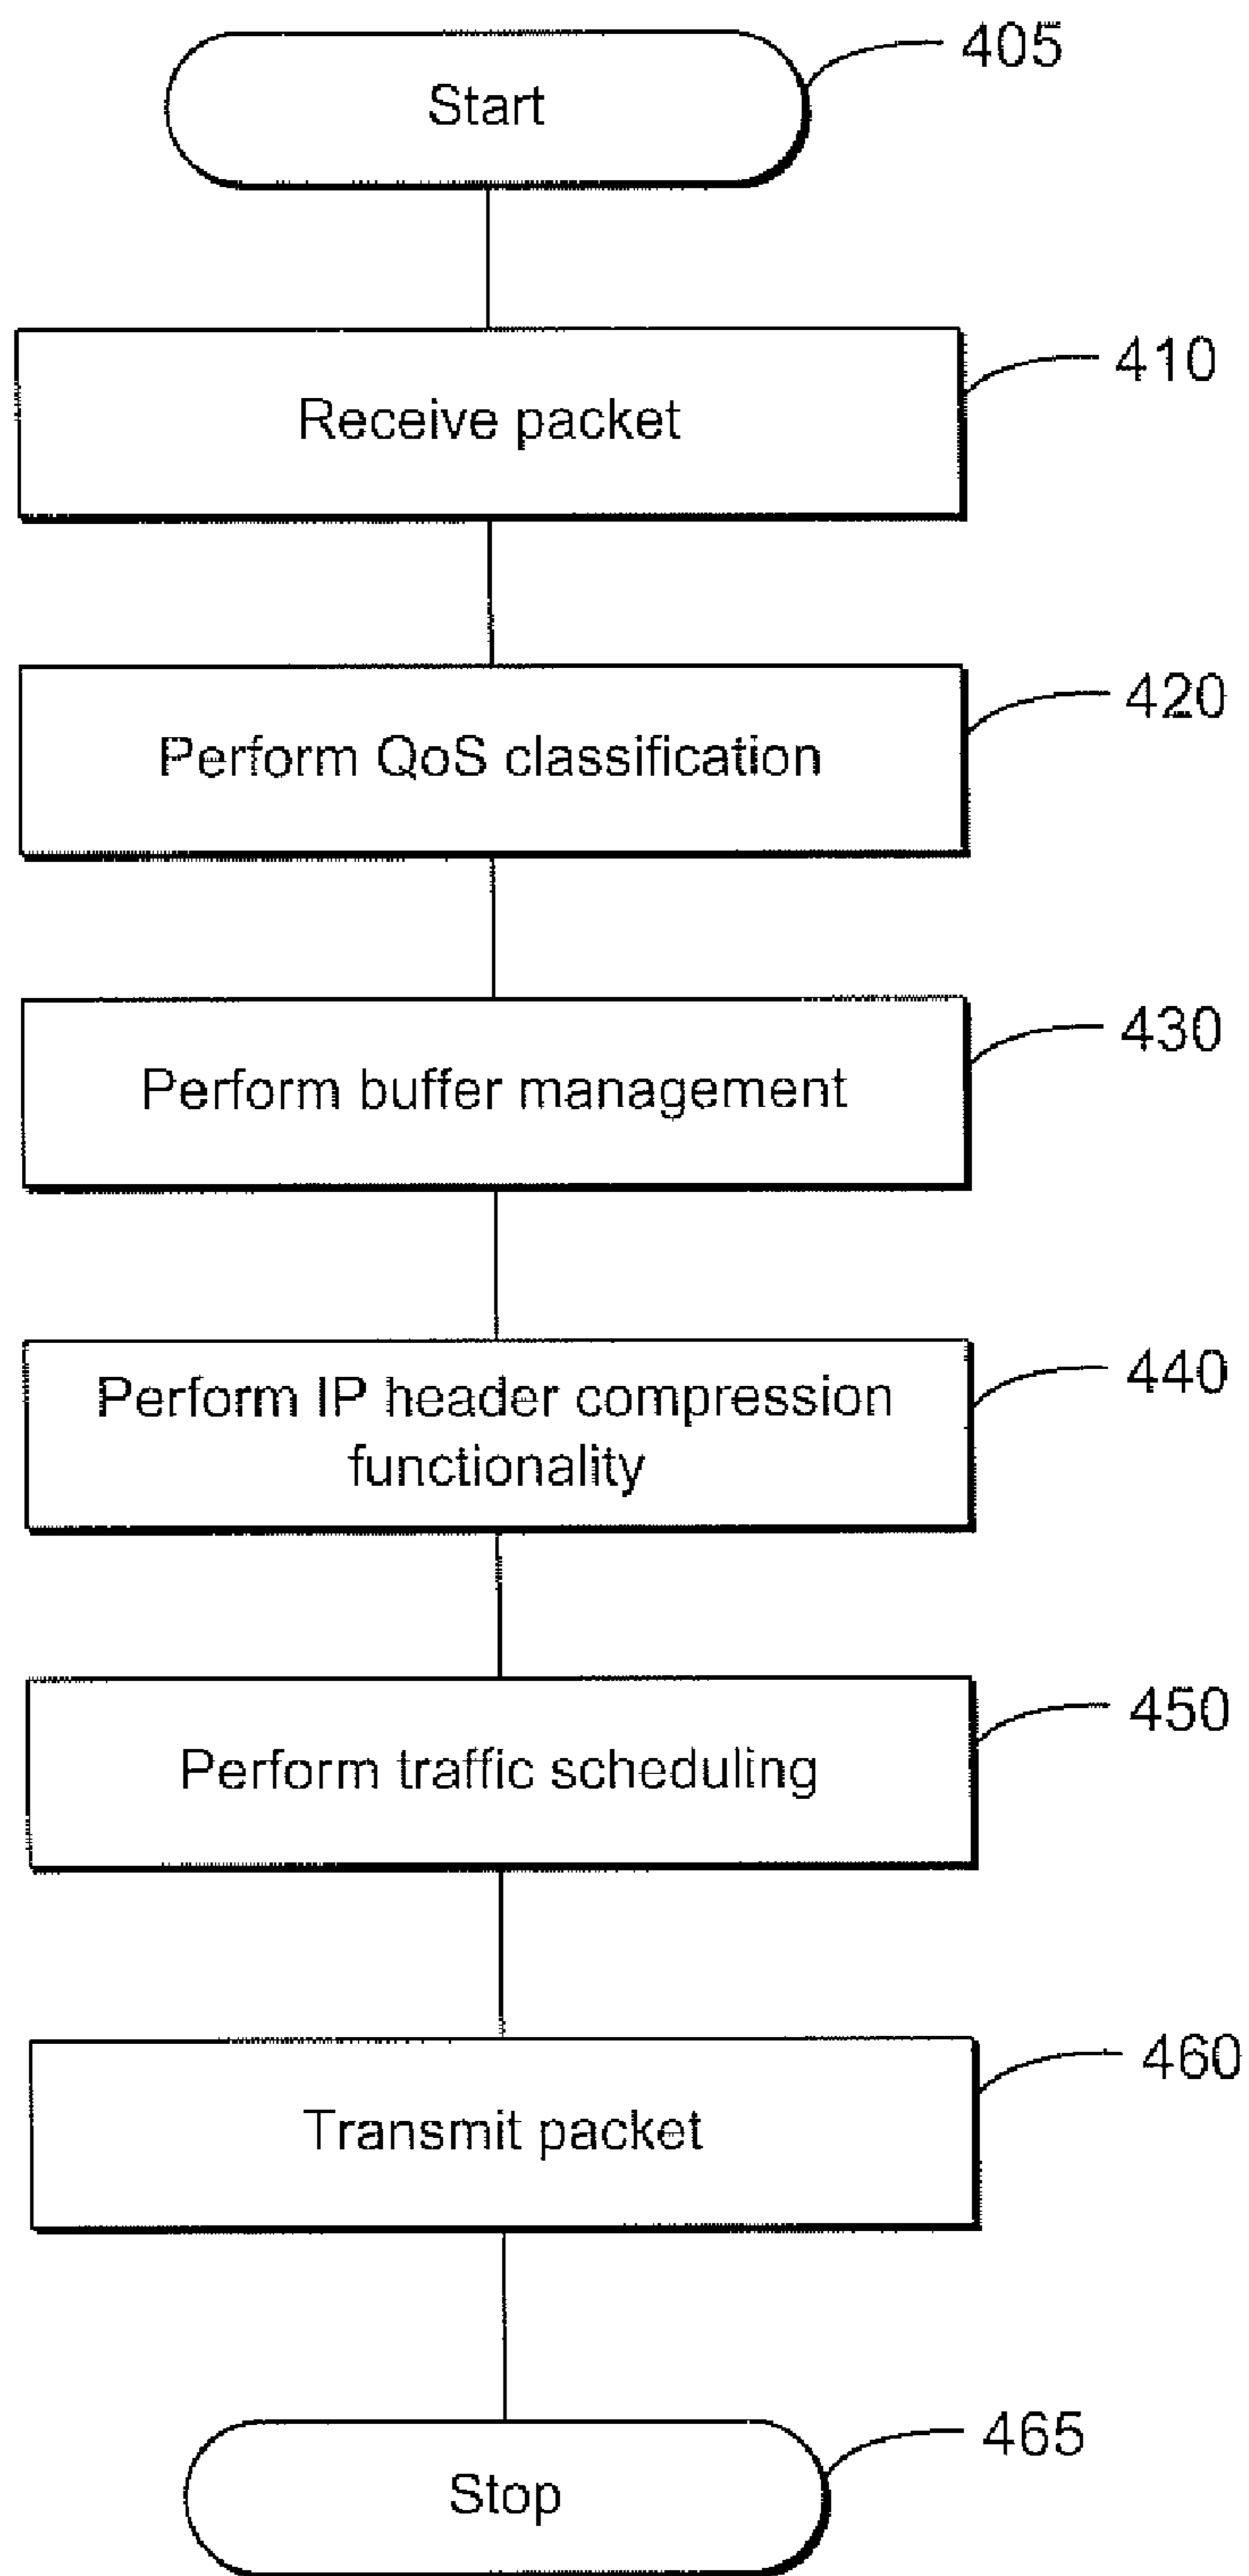 Start
405
Receive packet
410
Perform QoS classification
420
Perform buffer management
430
Perform IP header compression
functionality
440
Perform traffic scheduling
450
Transmit packet
460
Stop
465